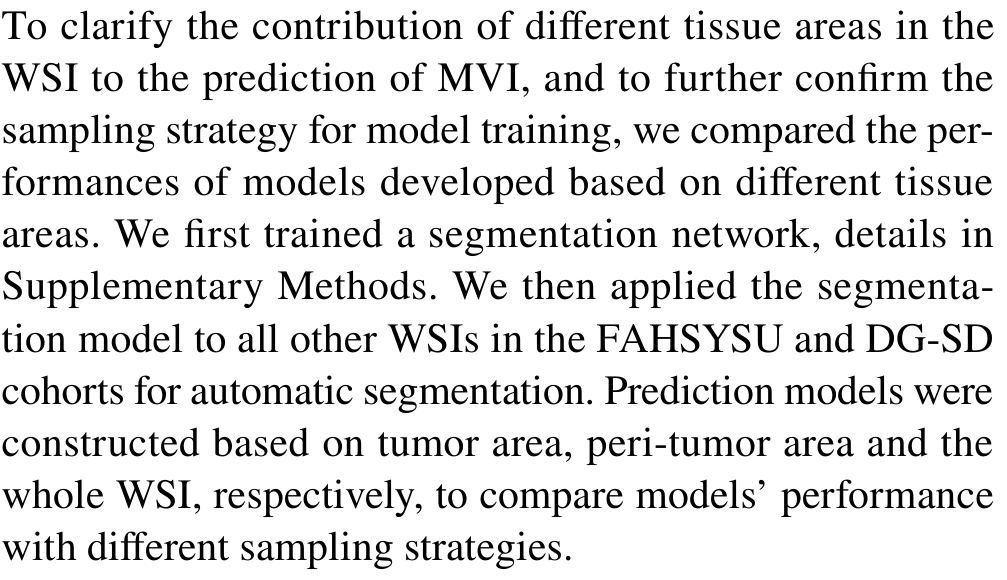 To clarify the contribution of different tissue areas in the
WSI to the prediction of MVI, and to further confirm the
sampling strategy for model training, we compared the per-
formances of models developed based on different tissue
areas. We first trained a segmentation network, details in
Supplementary Methods. We then applied the segmenta-
tion model to all other WSIs in the FAHSYSU and DG-SD
cohorts for automatic segmentation. Prediction models were
constructed based on tumor area, peri-tumor area and the
whole WSI, respectively, to compare models’ performance
with different sampling strategies.